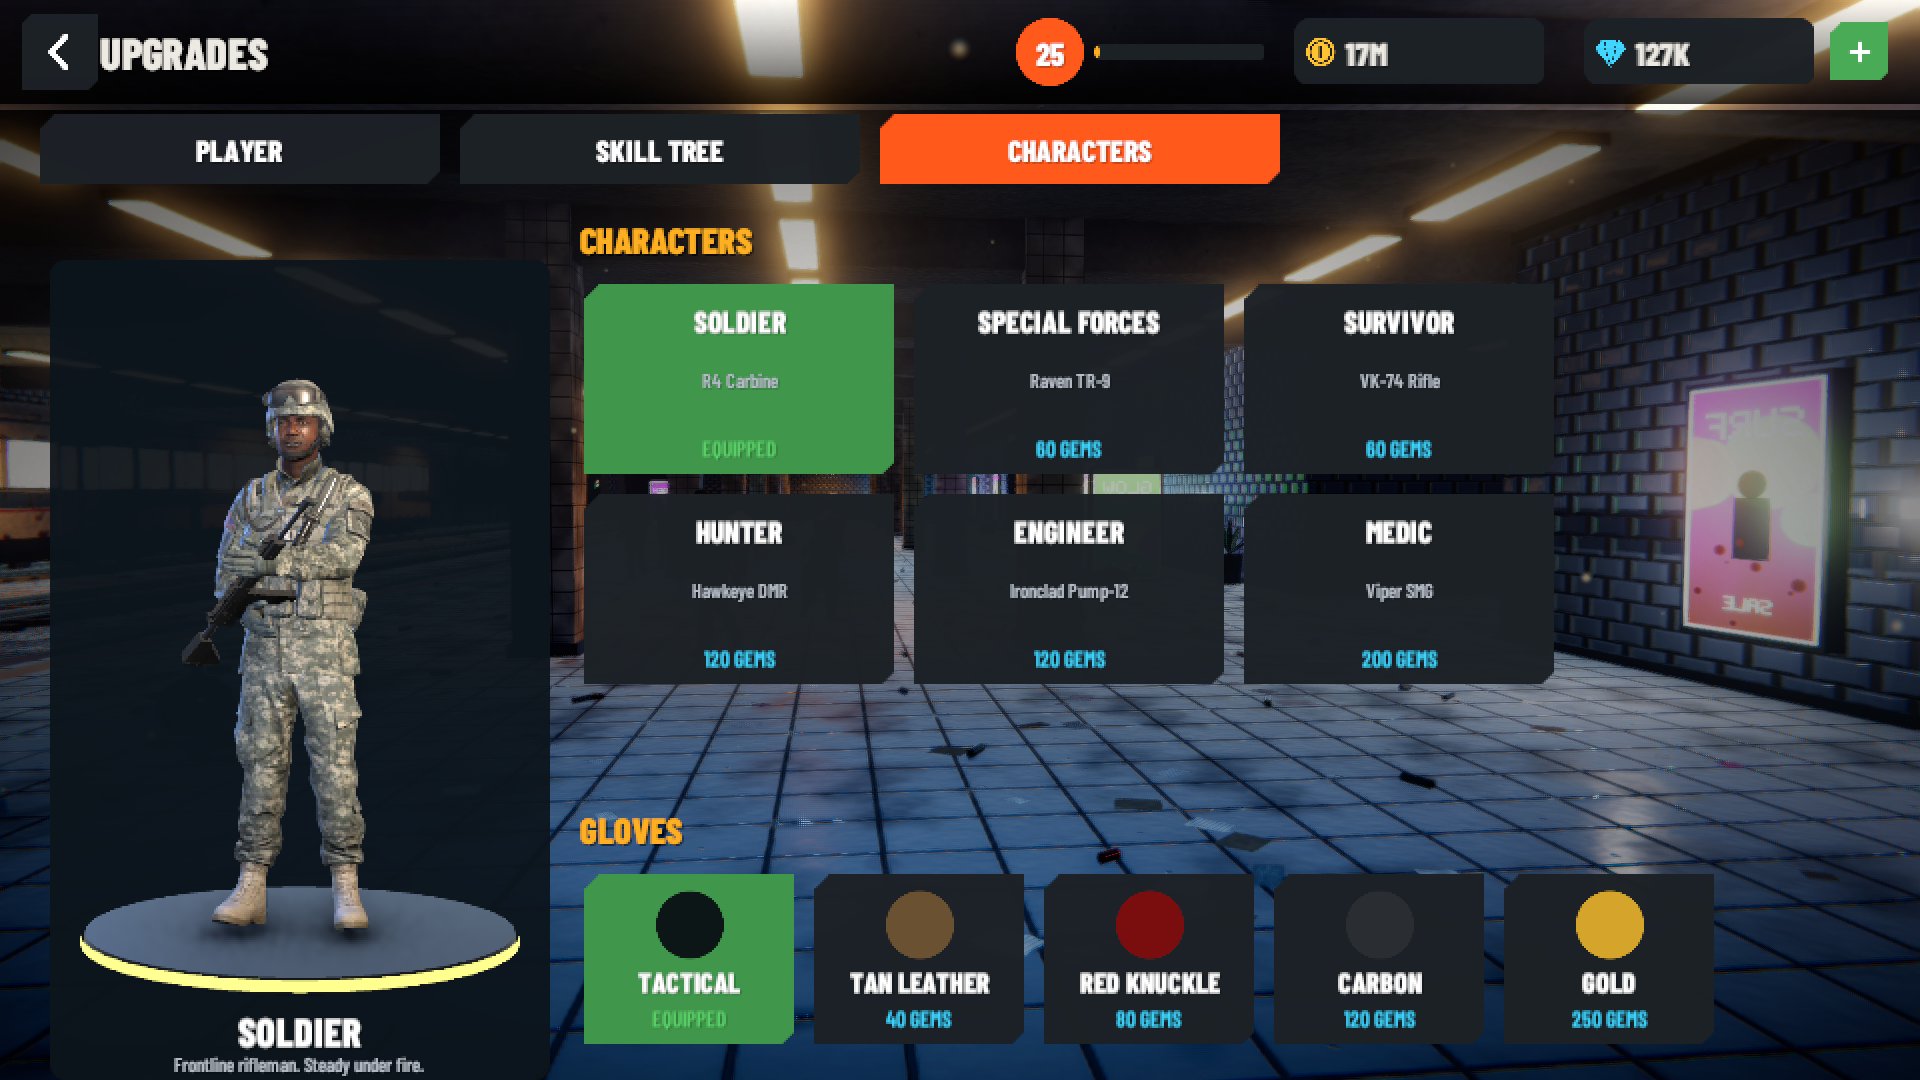 UPGRADES
25
17M
127K
+
PLAYER
SKILL TREE
CHARACTERS
CHARACTERS
SOLDIER
R4 Carbine
EQUIPPED
SPECIAL FORCES
Raven TR-9
60 GEMS
SURVIVOR
VK-74 Rifle
60 GEMS
HUNTER
Hawkeye DMR
120 GEMS
ENGINEER
Ironclad Pump-12
120 GEMS
MEDIC
Viper SMG
200 GEMS
GLOW
SURF
SALE
GLOVES
TACTICAL
EQUIPPED
TAN LEATHER
40 GEMS
RED KNUCKLE
80 GEMS
CARBON
120 GEMS
GOLD
250 GEMS
SOLDIER
Frontline rifleman. Steady under fire.